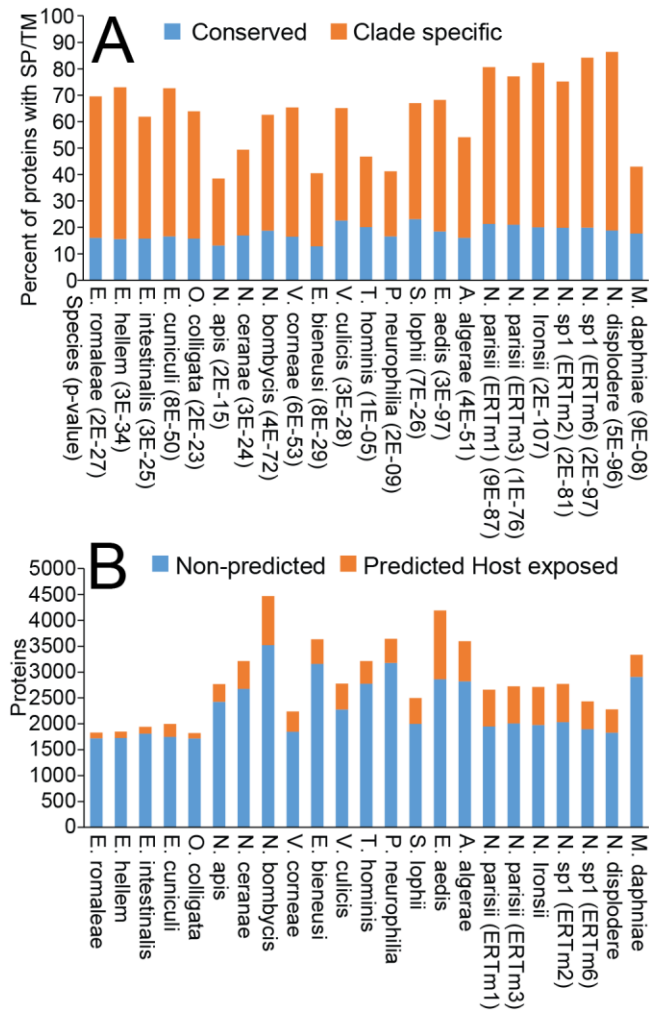 A
Conserved Clade specific
Percent of proteins with SP/TM
100
90
80
70
60
50
40
30
20
10
0
Species (p-value)
E. romaleae (2E-27)
E. hellem (3E-34)
E. intestinalis (3E-25)
E. cuniculi (8E-50)
O. colligata (2E-23)
N. apis (2E-15)
N. ceranae (3E-24)
N. bombycis (4E-72)
V. corneae (6E-53)
E. bieneusi (8E-29)
V. culicis (3E-28)
T. hominis (1E-05)
P. neurophilia (2E-09)
S. lophii (7E-26)
E. aedis (3E-97)
A. algerae (4E-51)
N. parisii (ERTm1) (9E-87)
N. parisii (ERTm3) (1E-76)
N. Ironsii (2E-107)
N. sp1 (ERTm2) (2E-81)
N. sp1 (ERTm6) (2E-97)
N. displodere (5E-96)
M. daphniae (9E-08)
B
Non-predicted Predicted Host exposed
Proteins
5000
4500
4000
3500
3000
2500
2000
1500
1000
500
0
E. romaleae
E. hellem
E. intestinalis
E. cuniculi
O. colligata
N. apis
N. ceranae
N. bombycis
V. corneae
E. bieneusi
V. culicis
T. hominis
P. neurophilia
S. lophii
E. aedis
A. algerae
N. parisii (ERTm1)
N. parisii (ERTm3)
N. Ironsii
N. sp1 (ERTm2)
N. sp1 (ERTm6)
N. displodere
M. daphniae